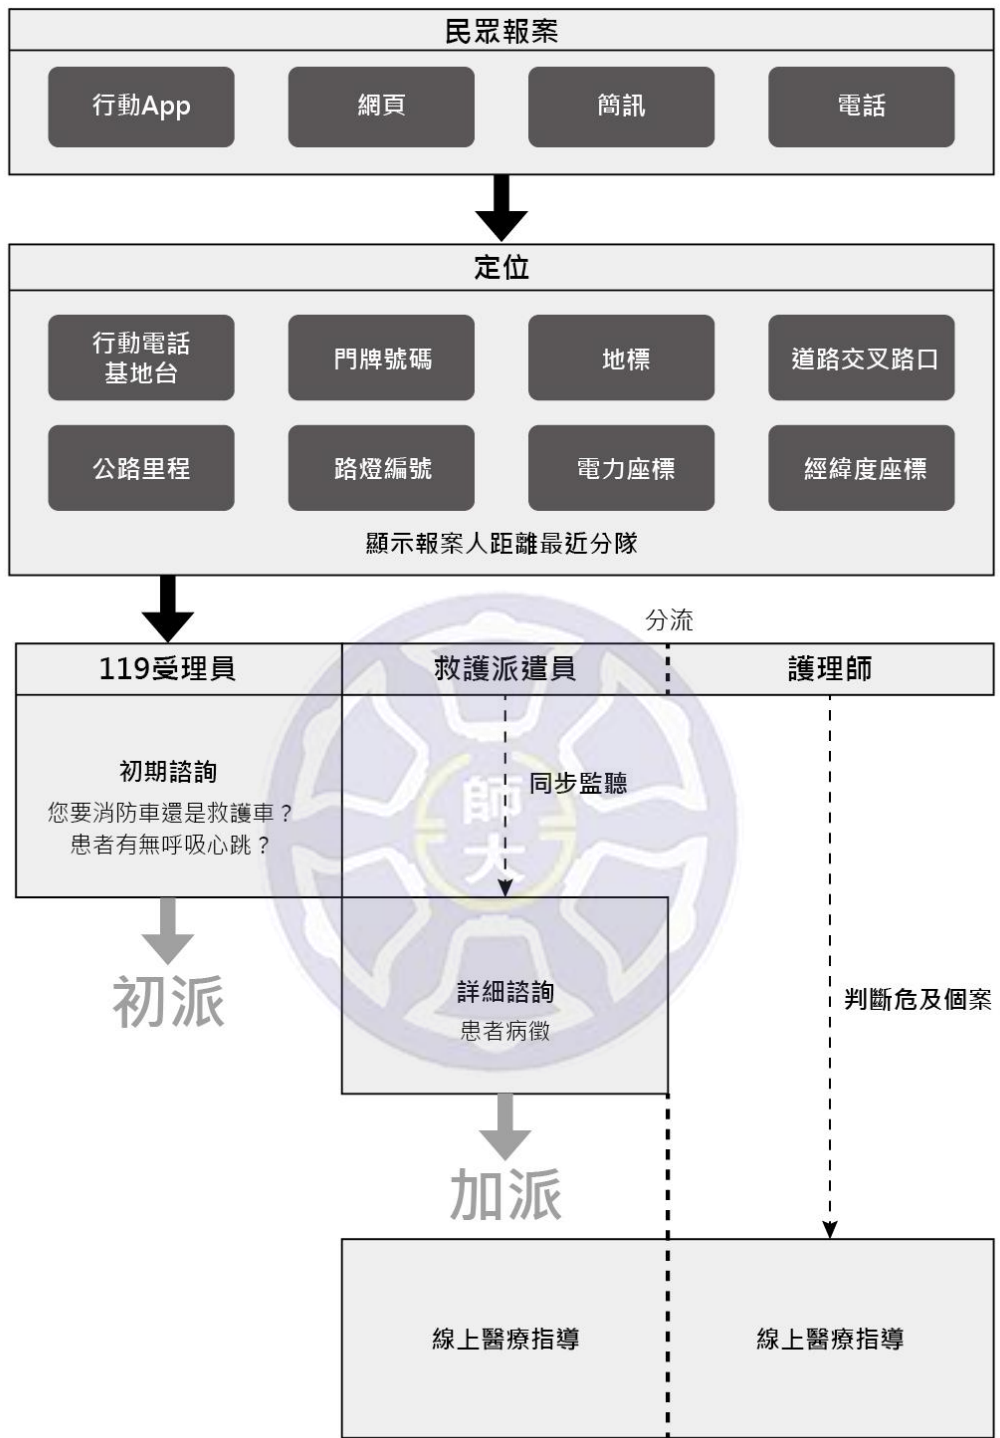 民眾報案
行動App
網頁
簡訊
電話
定位
行動電話
基地台
門牌號碼
地標
道路交叉路口
公路里程
路燈編號
電力座標
經緯度座標
顯示報案人距離最近分隊
分流
119受理員
救護派遣員
護理師
初期諮詢
您要消防車還是救護車？
患者有無呼吸心跳？
同步監聽
師
大
初派
詳細諮詢
患者病徵
判斷危及個案
加派
線上醫療指導
線上醫療指導